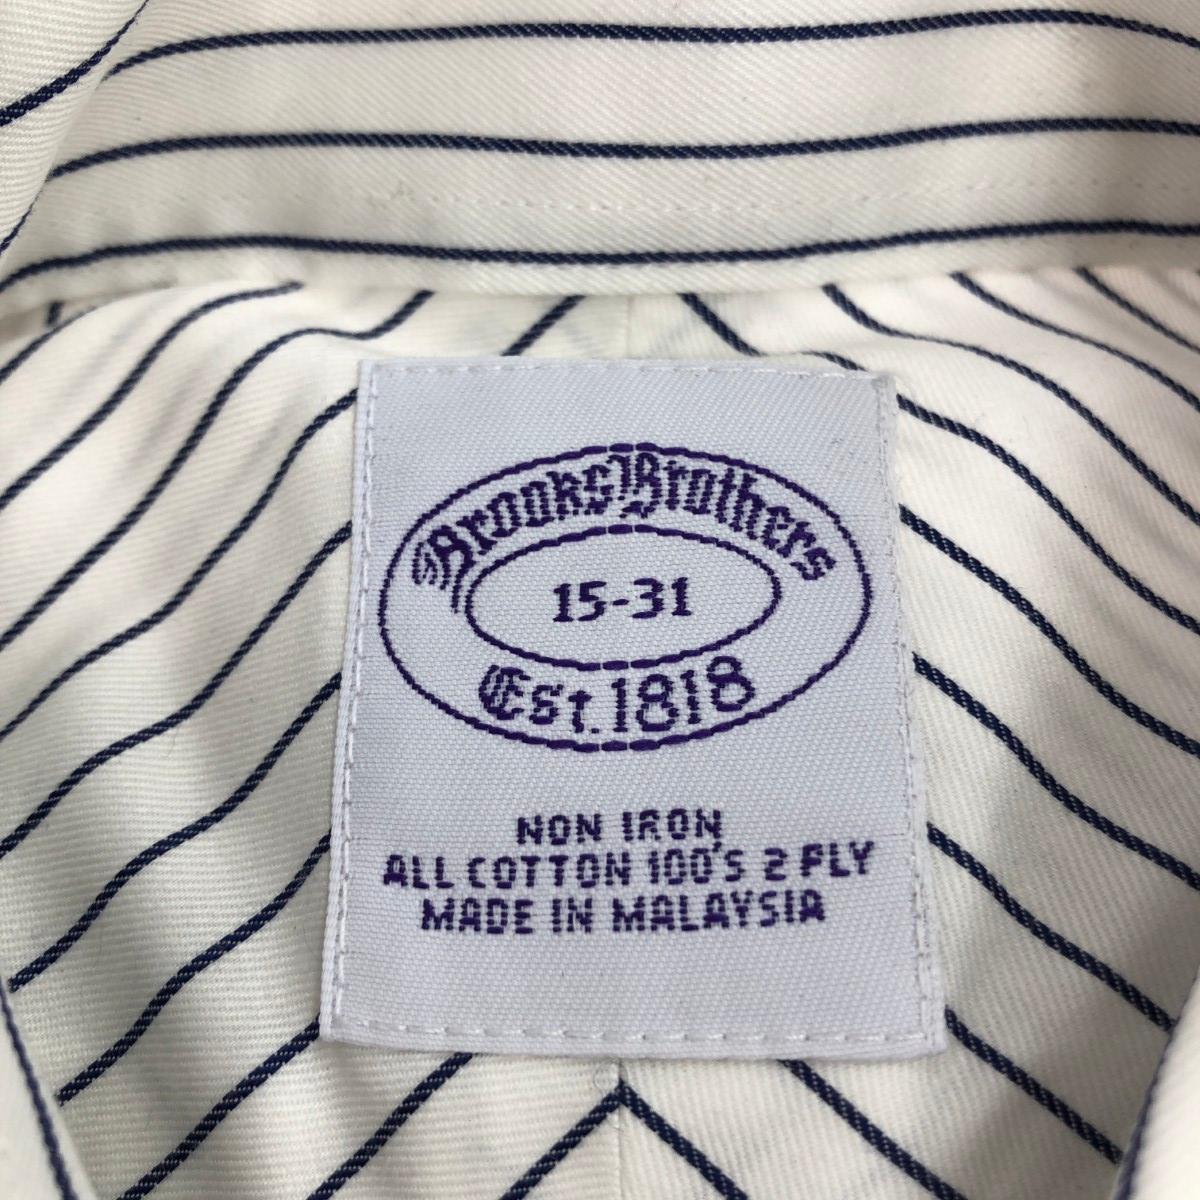 Brooks Brothers
15-31
Est. 1818
NON IRON
ALL COTTON 100'S 2 PLY
MADE IN MALAYSIA